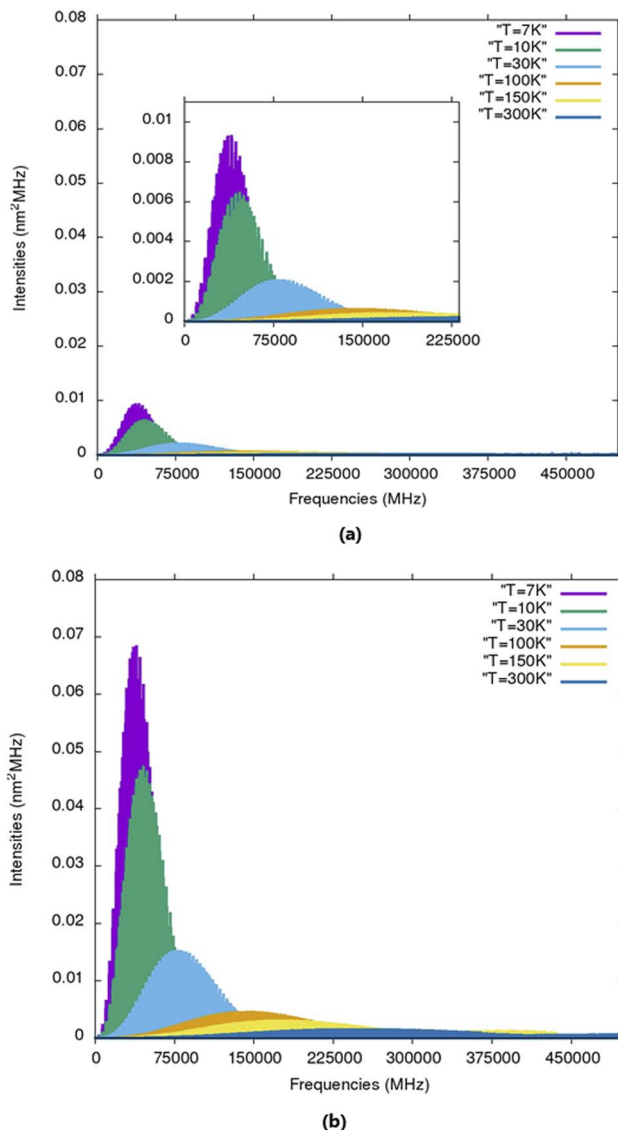 0.08
0.07
0.06
0.05
0.04
0.03
0.02
0.01
0
Intensities (nm²MHz)
"T=7K"
"T=10K"
"T=30K"
"T=100K"
"T=150K"
"T=300K"
0.01
0.008
0.006
0.004
0.002
0
0 75000 150000 225000
0 75000 150000 225000 300000 375000 450000
Frequencies (MHz)
(a)
0.08
0.07
0.06
0.05
0.04
0.03
0.02
0.01
0
Intensities (nm²MHz)
"T=7K"
"T=10K"
"T=30K"
"T=100K"
"T=150K"
"T=300K"
0 75000 150000 225000 300000 375000 450000
Frequencies (MHz)
(b)